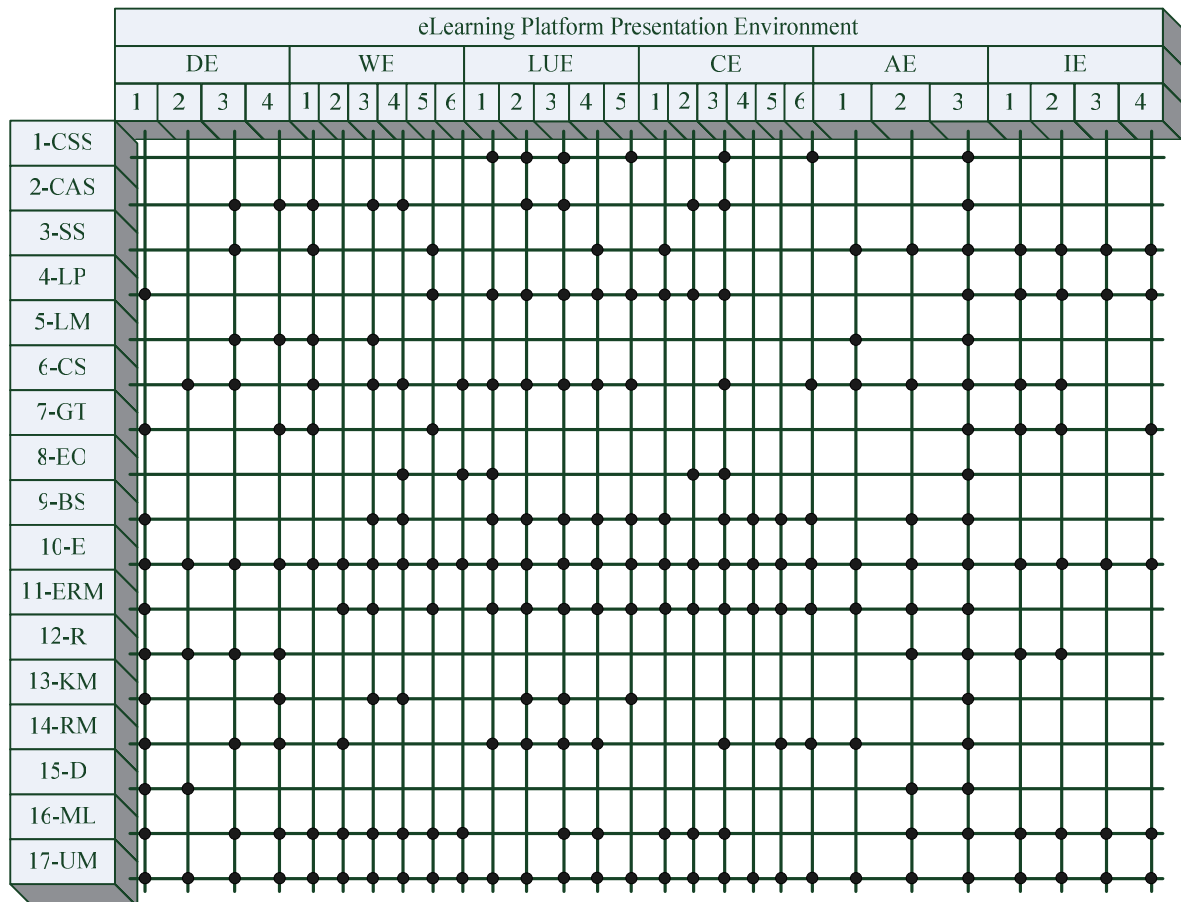 eLearning Platform Presentation Environment
DE WE LUE CE AE IE
1 2 3 4 1 2 3 4 5 6 1 2 3 4 5 1 2 3 4 5 6 1 2 3 1 2 3 4
1-CSS
2-CAS
3-SS
4-LP
5-LM
6-CS
7-GT
8-EC
9-BS
10-E
11-ERM
12-R
13-KM
14-RM
15-D
16-ML
17-UM